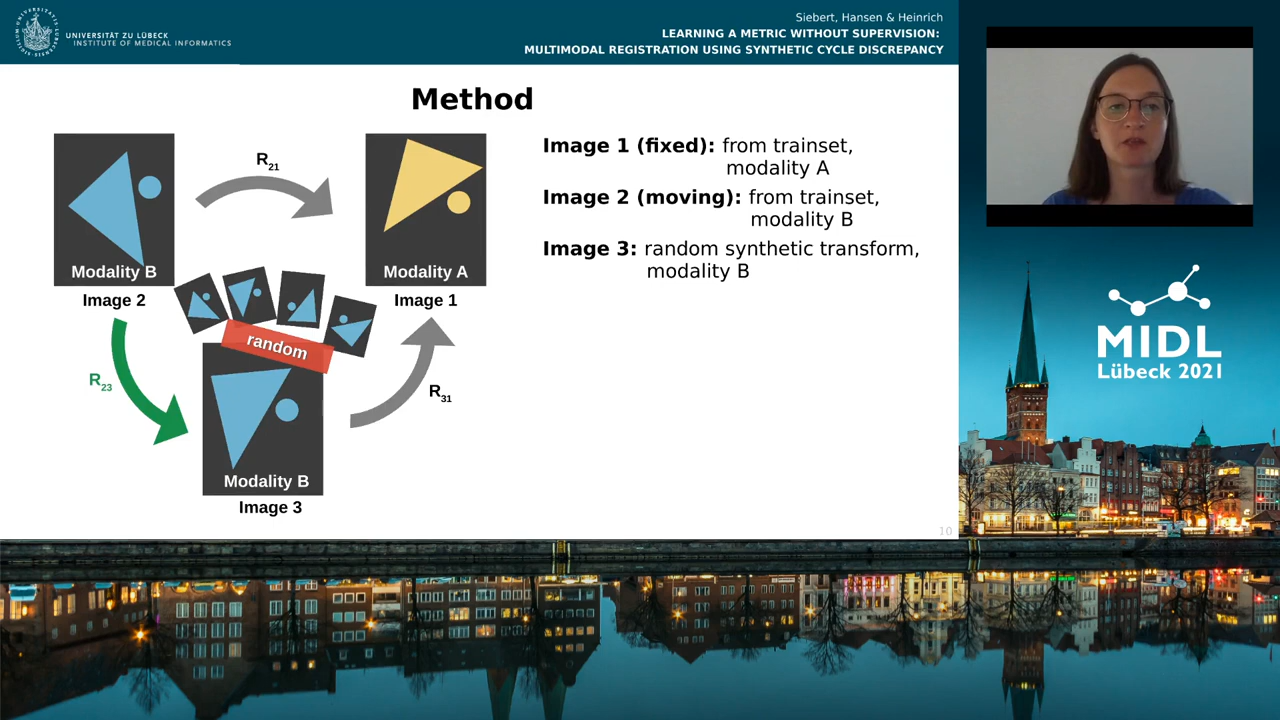 UNIVERSITÄT ZU LÜBECK
INSTITUTE OF MEDICAL INFORMATICS
Siebert, Hansen & Heinrich
LEARNING A METRIC WITHOUT SUPERVISION:
MULTIMODAL REGISTRATION USING SYNTHETIC CYCLE DISCREPANCY
Method
R21
Modality B
Modality A
Image 2
Image 1
random
R23
R31
Modality B
Image 3
Image 1 (fixed): from trainset,
modality A
Image 2 (moving): from trainset,
modality B
Image 3: random synthetic transform,
modality B
10
MIDL
Lübeck 2021